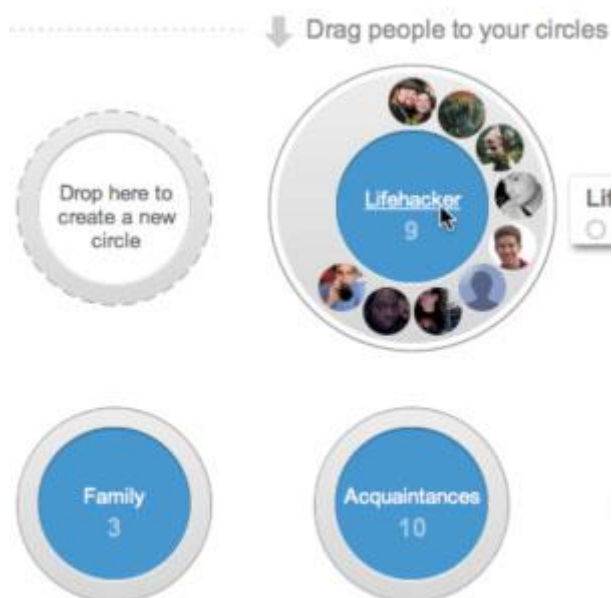 Drag people to your circles
Drop here to
create a new
circle
Lifehacker
9
Family
3
Acquaintances
10